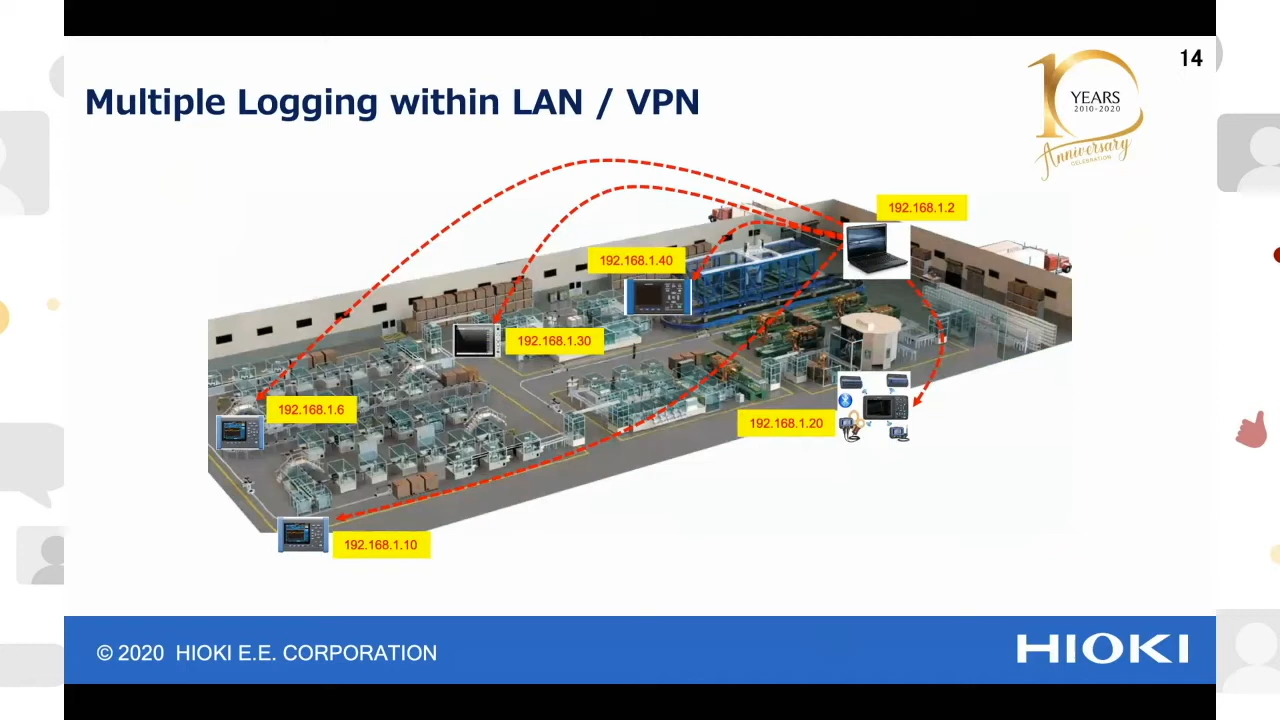 14
Multiple Logging within LAN / VPN
10
YEARS
2010-2020
Anniversary
CELEBRATION
192.168.1.2
192.168.1.40
192.168.1.30
192.168.1.6
192.168.1.20
192.168.1.10
© 2020 HIOKI E.E. CORPORATION
HIOKI